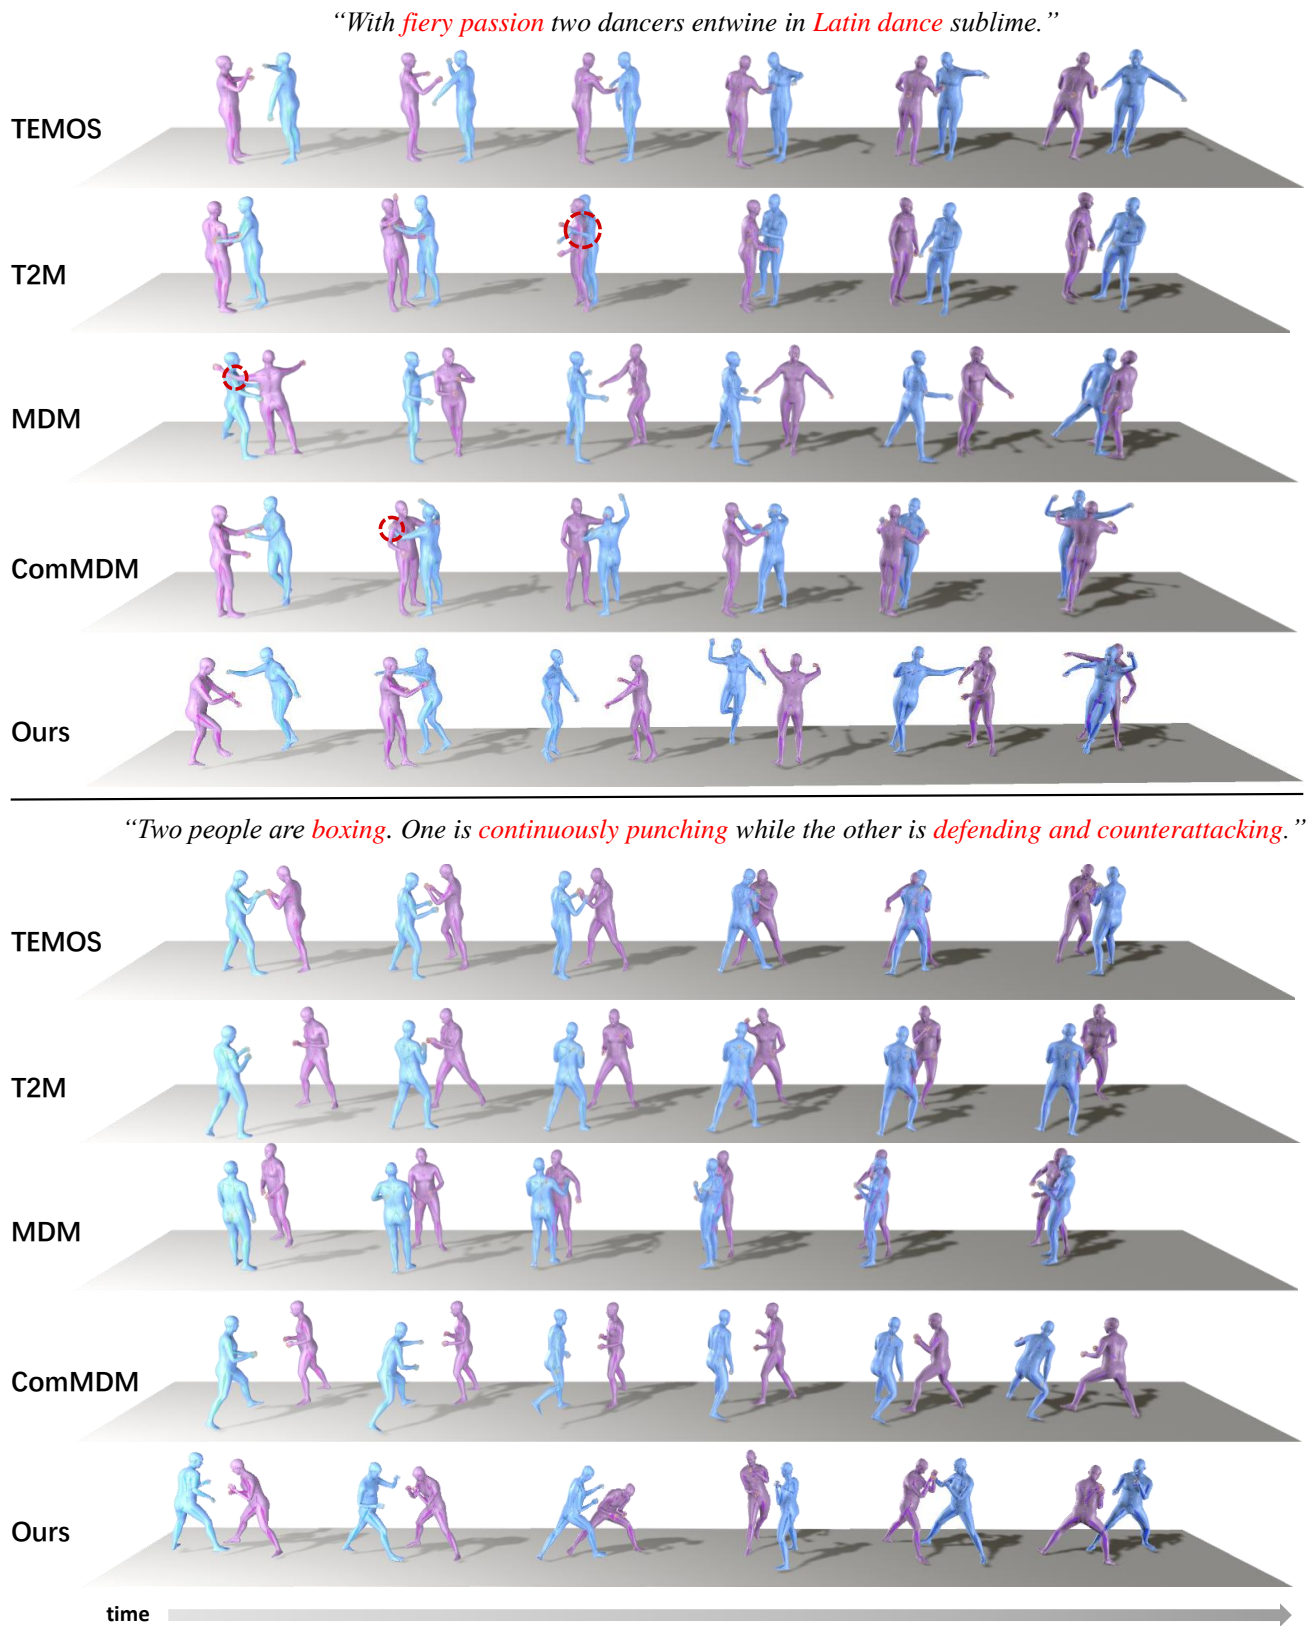 “With fiery passion two dancers entwine in Latin dance sublime.”
TEMOS
T2M
MDM
ComMDM
Ours
“Two people are boxing. One is continuously punching while the other is defending and counterattacking.”
TEMOS
T2M
MDM
ComMDM
Ours
time